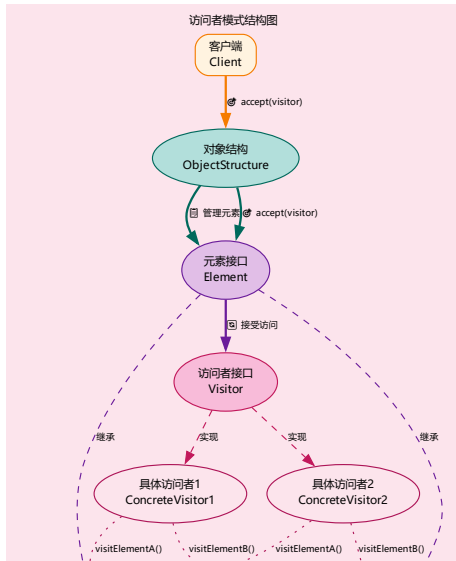 访问者模式结构图
客户端
Client
accept(visitor)
对象结构
ObjectStructure
管理元素
accept(visitor)
元素接口
Element
接受访问
访问者接口
Visitor
继承
实现
实现
继承
具体访问者1
ConcreteVisitor1
具体访问者2
ConcreteVisitor2
visitElementA()
visitElementB()
visitElementA()
visitElementB()